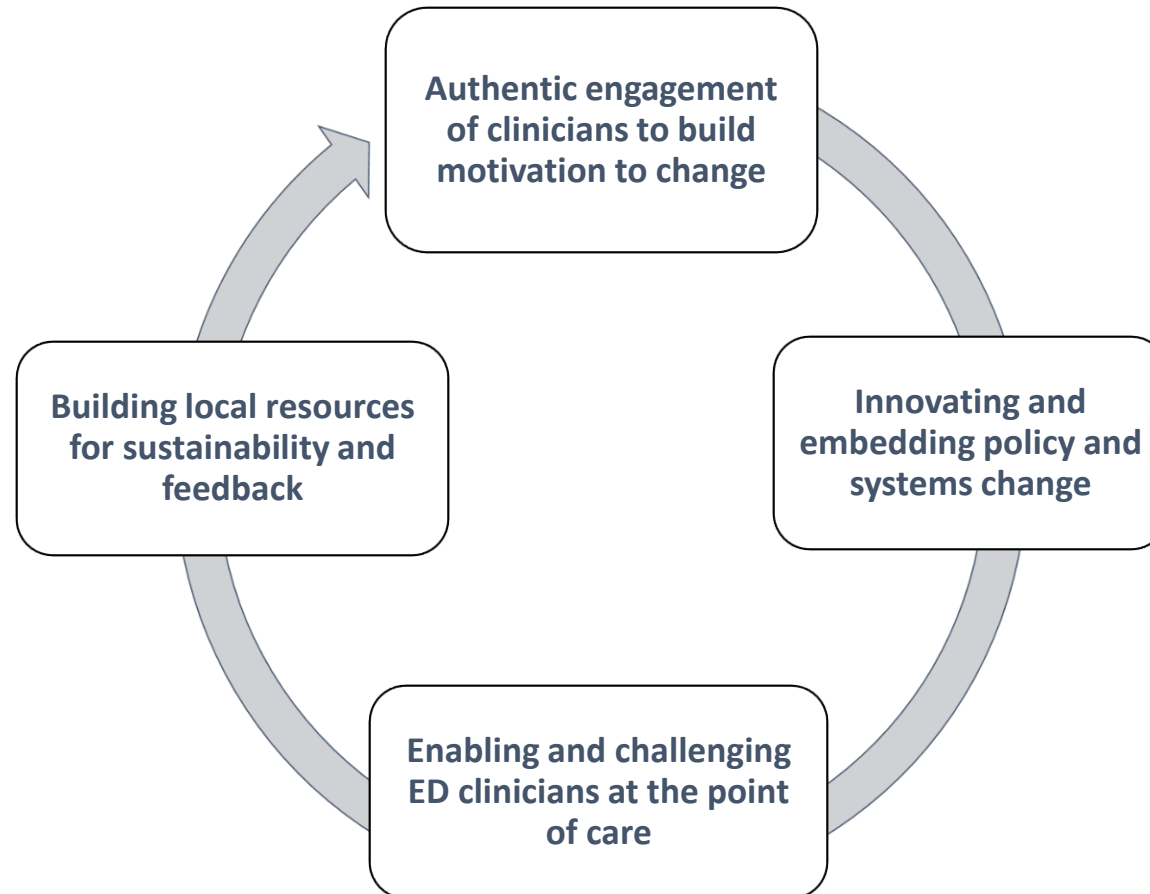 Authentic engagement
of clinicians to build
motivation to change
Innovating and
embedding policy and
systems change
Enabling and challenging
ED clinicians at the point
of care
Building local resources
for sustainability and
feedback